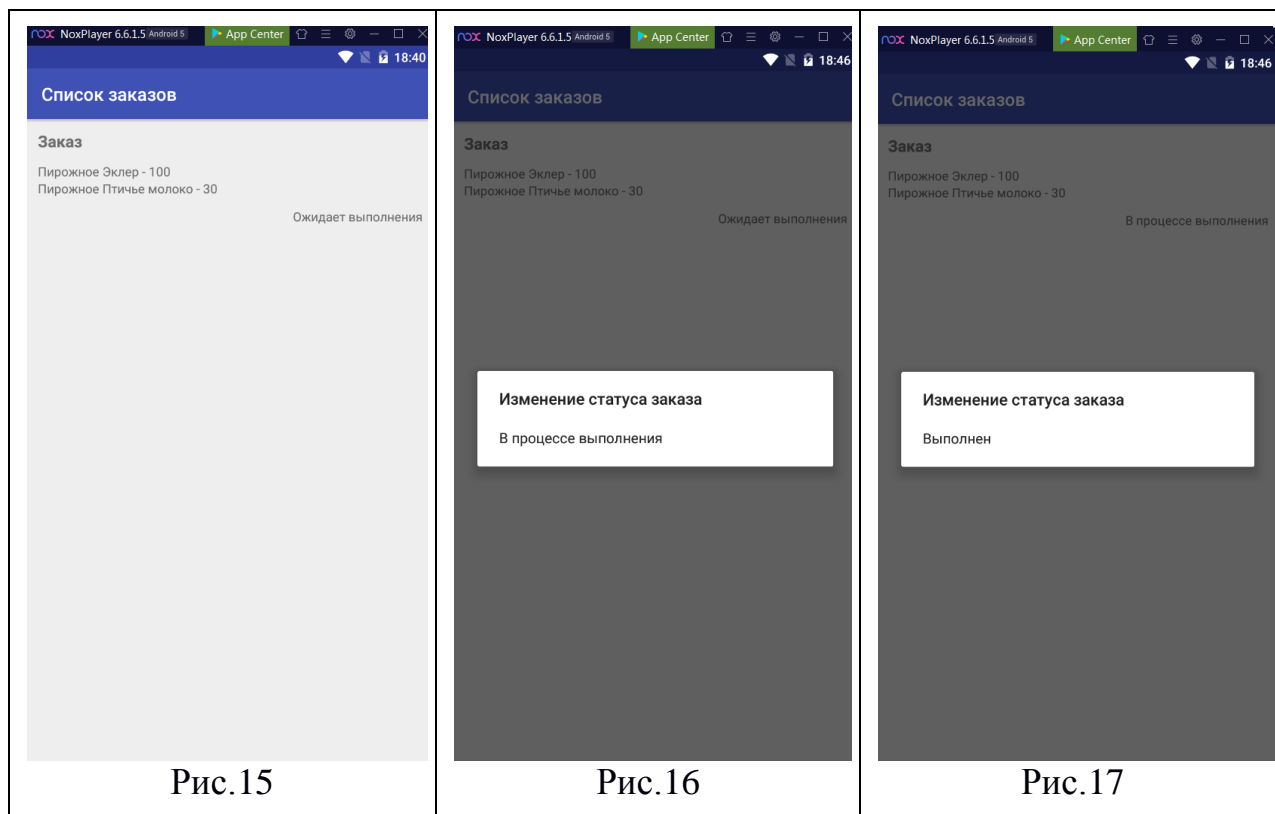 nox NoxPlayer 6.6.1.5 Android 5 App Center
18:40
Список заказов
Заказ
Пирожное Эклер - 100
Пирожное Птичье молоко - 30
Ожидает выполнения
Рис.15
nox NoxPlayer 6.6.1.5 Android 5 App Center
18:46
Список заказов
Заказ
Пирожное Эклер - 100
Пирожное Птичье молоко - 30
Ожидает выполнения
Изменение статуса заказа
В процессе выполнения
Рис.16
nox NoxPlayer 6.6.1.5 Android 5 App Center
18:46
Список заказов
Заказ
Пирожное Эклер - 100
Пирожное Птичье молоко - 30
В процессе выполнения
Изменение статуса заказа
Выполнен
Рис.17